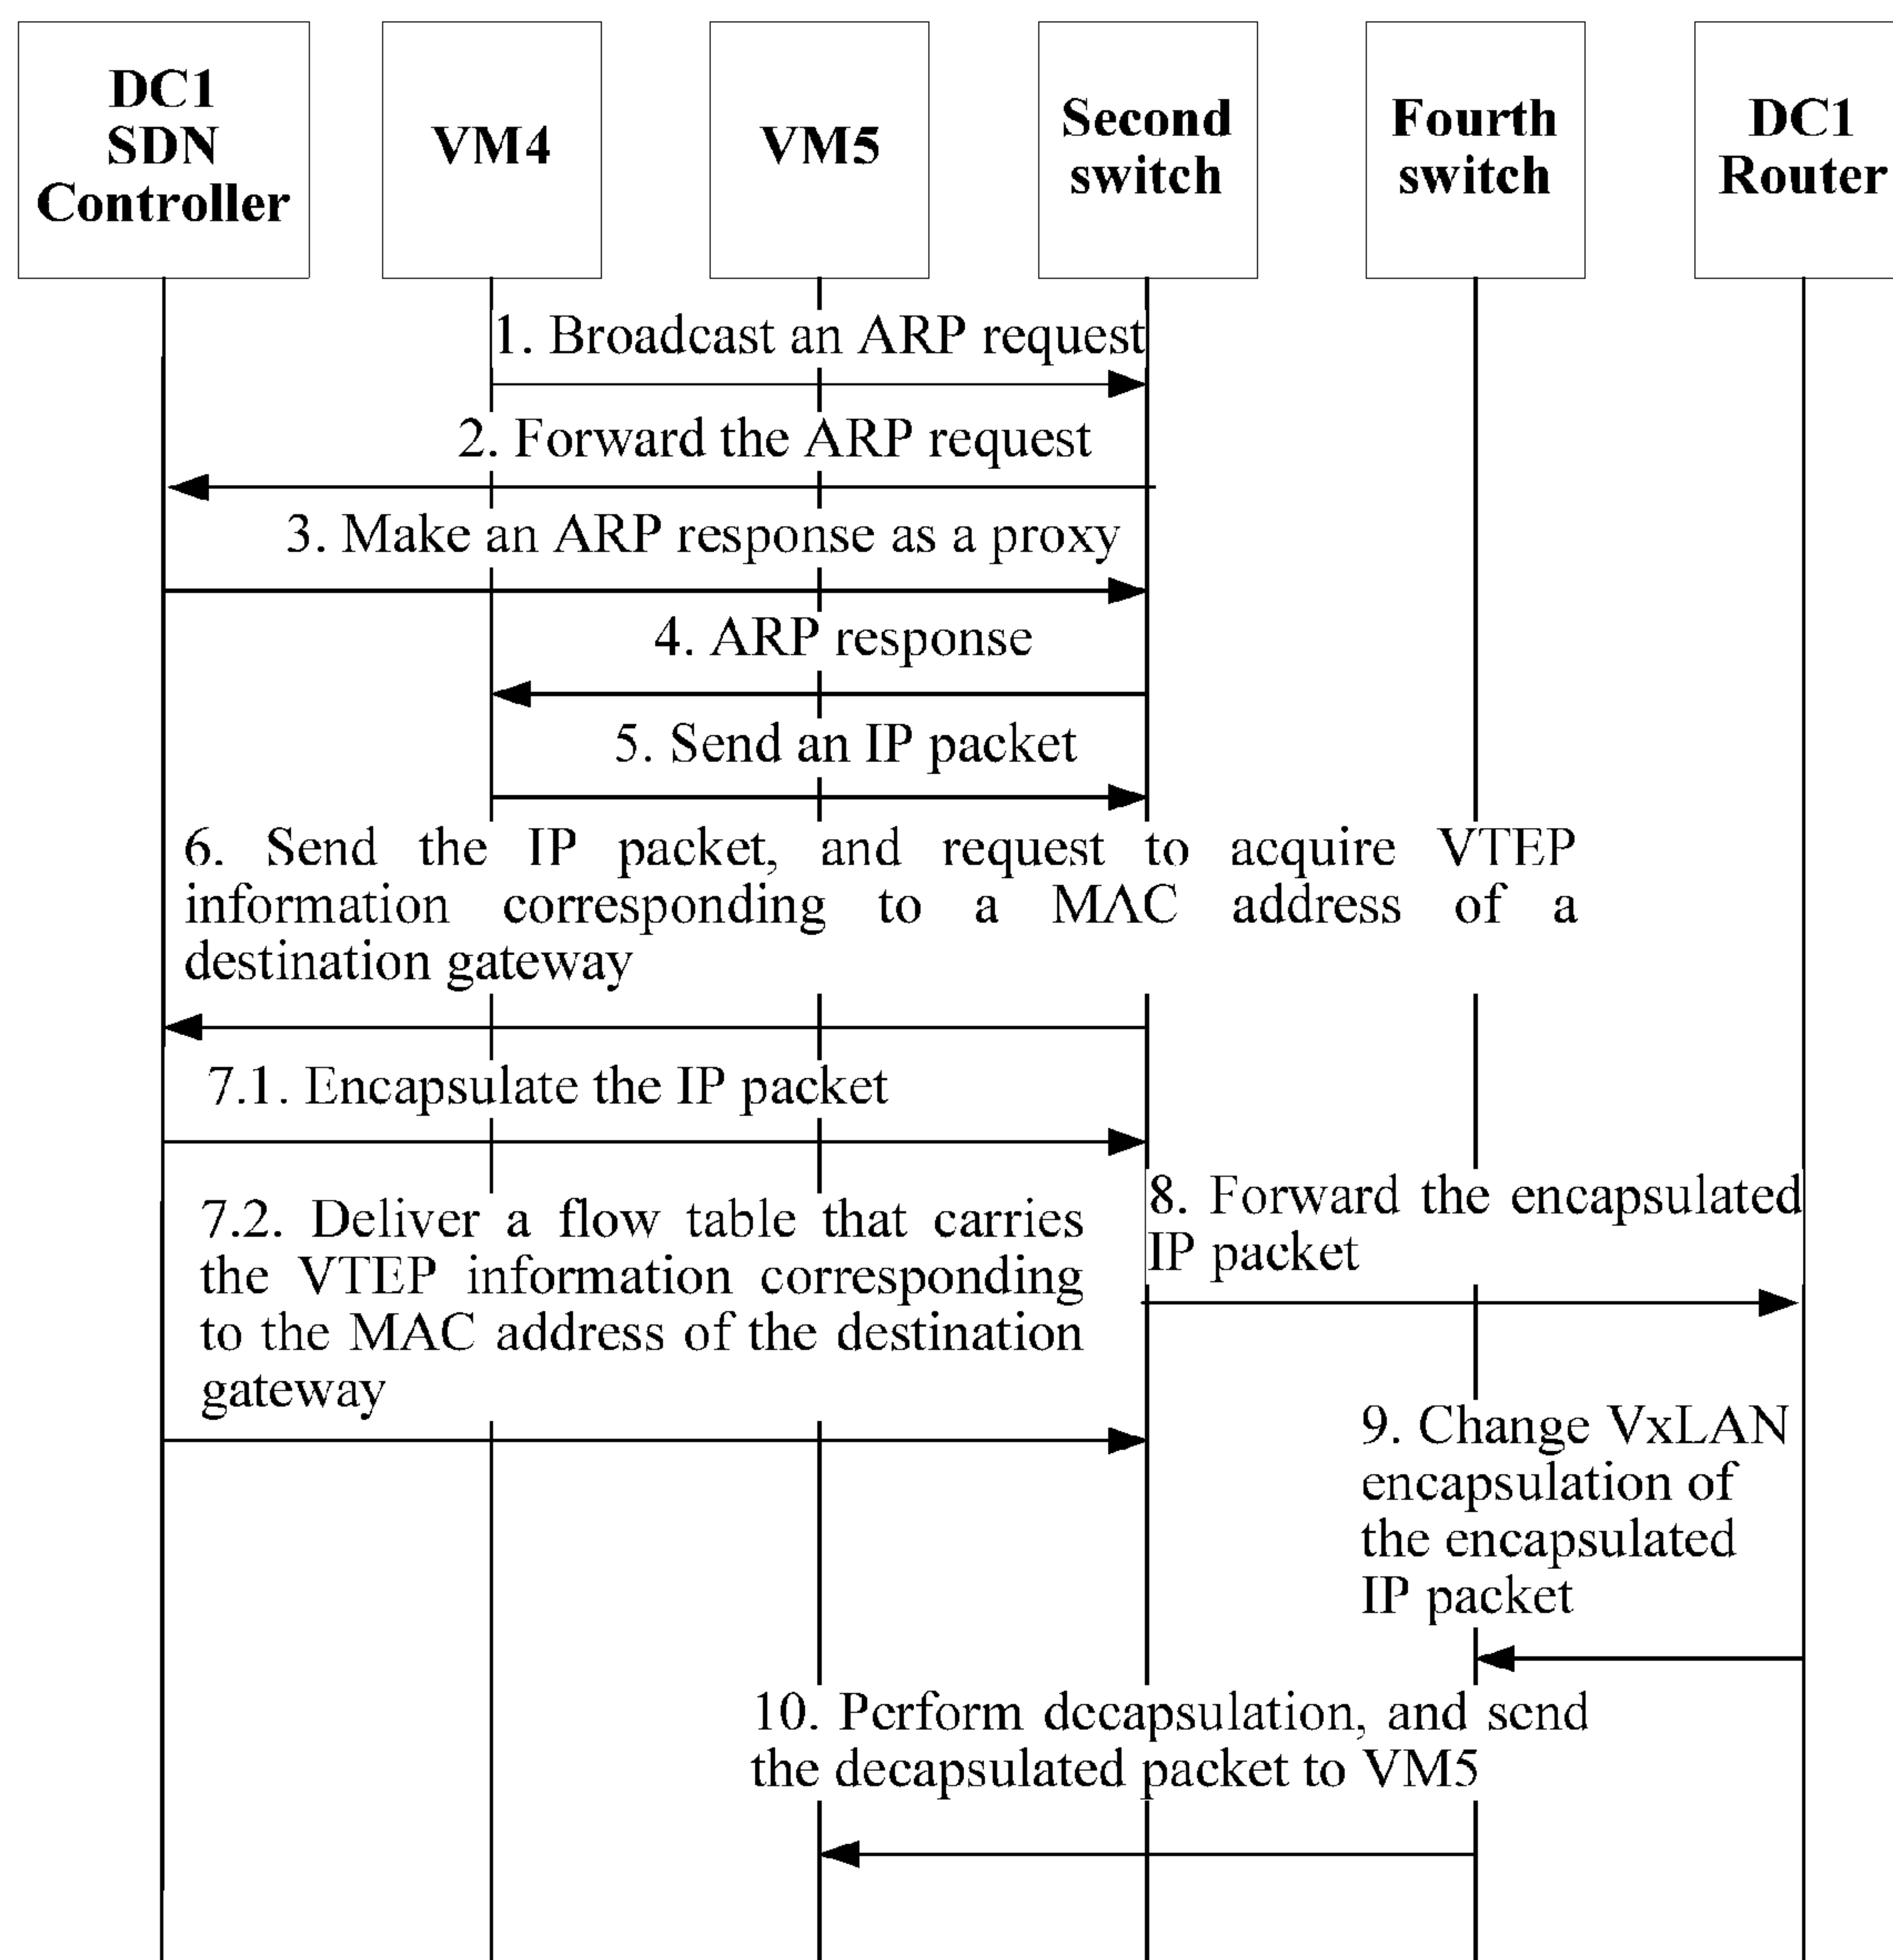 DC1
SDN
Controller
VM4
VM5
Second
switch
Fourth
switch
DC1
Router
1. Broadcast an ARP request
2. Forward the ARP request
3. Make an ARP response as a proxy
4. ARP response
5. Send an IP packet
6. Send the IP packet, and request to acquire VTEP
information corresponding to a MAC address of a
destination gateway
7.1. Encapsulate the IP packet
7.2. Deliver a flow table that carries
the VTEP information corresponding
to the MAC address of the destination
gateway
8. Forward the encapsulated
IP packet
9. Change VxLAN
encapsulation of
the encapsulated
IP packet
10. Perform decapsulation, and send
the decapsulated packet to VM5